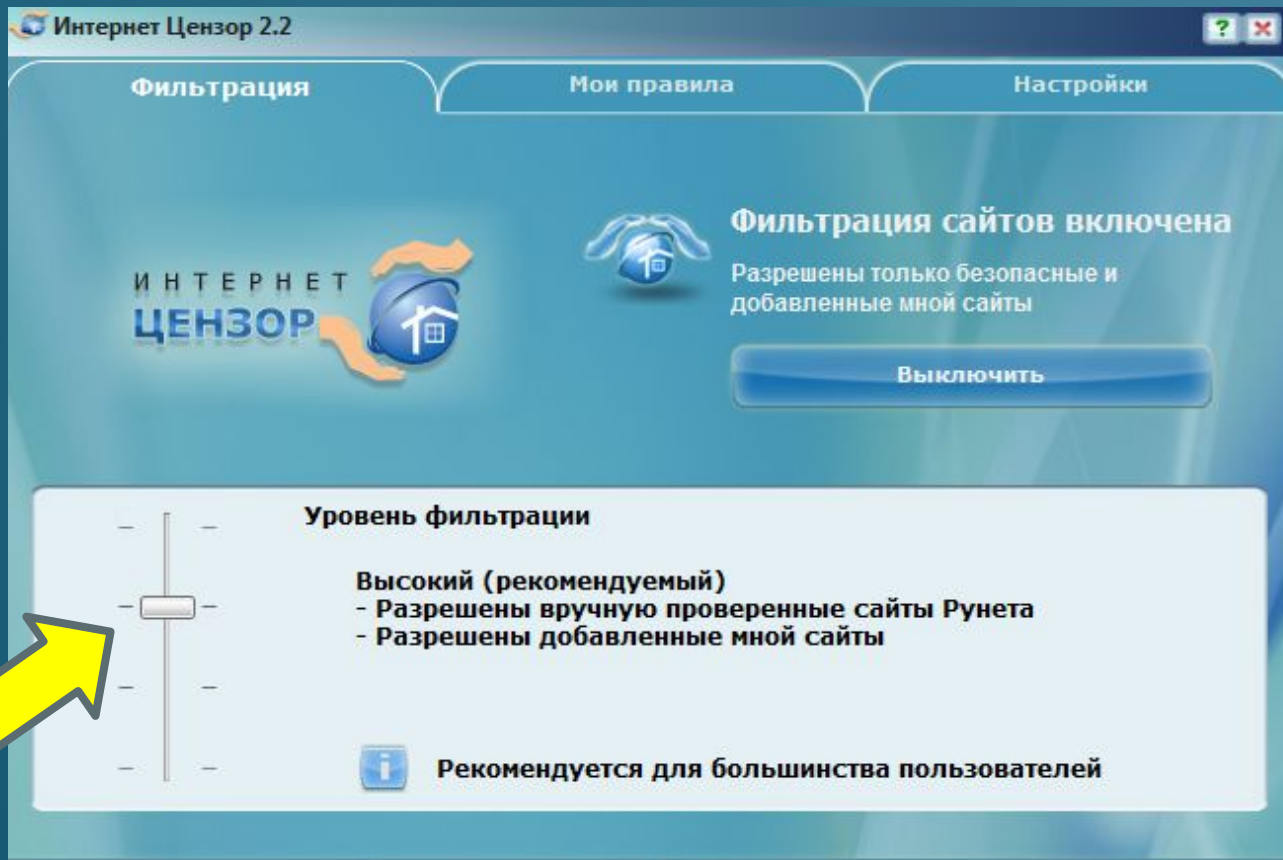 Интернет Цензор 2.2
?
Фильтрация
Мои правила
Настройки
ИНТЕРНЕТ
ЦЕНЗОР
Фильтрация сайтов включена
Разрешены только безопасные и
добавленные мной сайты
Выключить
Уровень фильтрации
Высокий (рекомендуемый)
- Разрешены вручную проверенные сайты Рунета
- Разрешены добавленные мной сайты
i
Рекомендуется для большинства пользователей